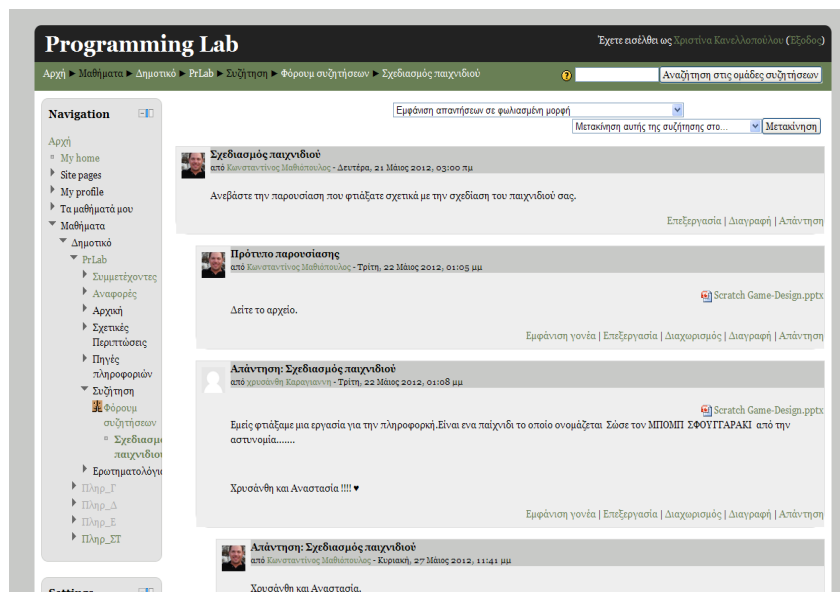 Programming Lab
Έχετε εισέλθει ως Χριστίνα Κανελλοπούλου (Έξοδος)
Αρχή ► Μαθήματα ► Δημοτικό ► PrLab ► Συζήτηση ► Φόρουμ συζητήσεων ► Σχεδιασμός παιχνιδιού
Αναζήτηση στις ομάδες συζητήσεων
Navigation
Αρχή
My home
Site pages
My profile
Τα μαθήματά μου
Μαθήματα
Δημοτικό
PrLab
Συμμετέχοντες
Αναφορές
Αρχική
Σχετικές
Περιπτώσεις
Πηγές
πληροφοριών
Συζήτηση
Φόρουμ
συζητήσεων
Σχεδιασμο
παιχνιδιου
Ερωτηματολόγιο
Πληρ_Γ
Πληρ_Δ
Πληρ_Ε
Πληρ_ΣΤ
Settings
Εμφάνιση απαντήσεων σε φωλιασμένη μορφή
Μετακίνηση αυτής της συζήτησης στο...
Μετακίνηση
Σχεδιασμός παιχνιδιού
από Κωνσταντίνος Μαθιόπουλος - Δευτέρα, 21 Μάιος 2012, 03:00 πμ
Ανεβάστε την παρουσίαση που φτιάξατε σχετικά με την σχεδίαση του παιχνιδιού σας.
Επεξεργασία | Διαγραφή | Απάντηση
Πρότυπο παρουσίασης
από Κωνσταντίνος Μαθιόπουλος - Τρίτη, 22 Μάιος 2012, 01:05 μμ
Scratch Game-Design.pptx
Δείτε το αρχείο.
Εμφάνιση γονέα | Επεξεργασία | Διαχωρισμός | Διαγραφή | Απάντηση
Απάντηση: Σχεδιασμός παιχνιδιού
από χρυσάνθη Καραγιαννη - Τρίτη, 22 Μάιος 2012, 01:08 μμ
Scratch Game-Design.pptx
Εμείς φτιάξαμε μια εργασία για την πληροφορκή.Είναι ενα παίχνιδι το οποίο ονομάζεται Σώσε τον ΜΠΟΜΠ ΣΦΟΥΓΓΑΡΑΚΙ από την
αστυνομία.......
Χρυσάνθη και Αναστασία !!!! ♥
Εμφάνιση γονέα | Επεξεργασία | Διαχωρισμός | Διαγραφή | Απάντηση
Απάντηση: Σχεδιασμός παιχνιδιού
από Κωνσταντίνος Μαθιόπουλος - Κυριακή, 27 Μάιος 2012, 11:41 μμ
Χρυσάνθη και Αναστασία,